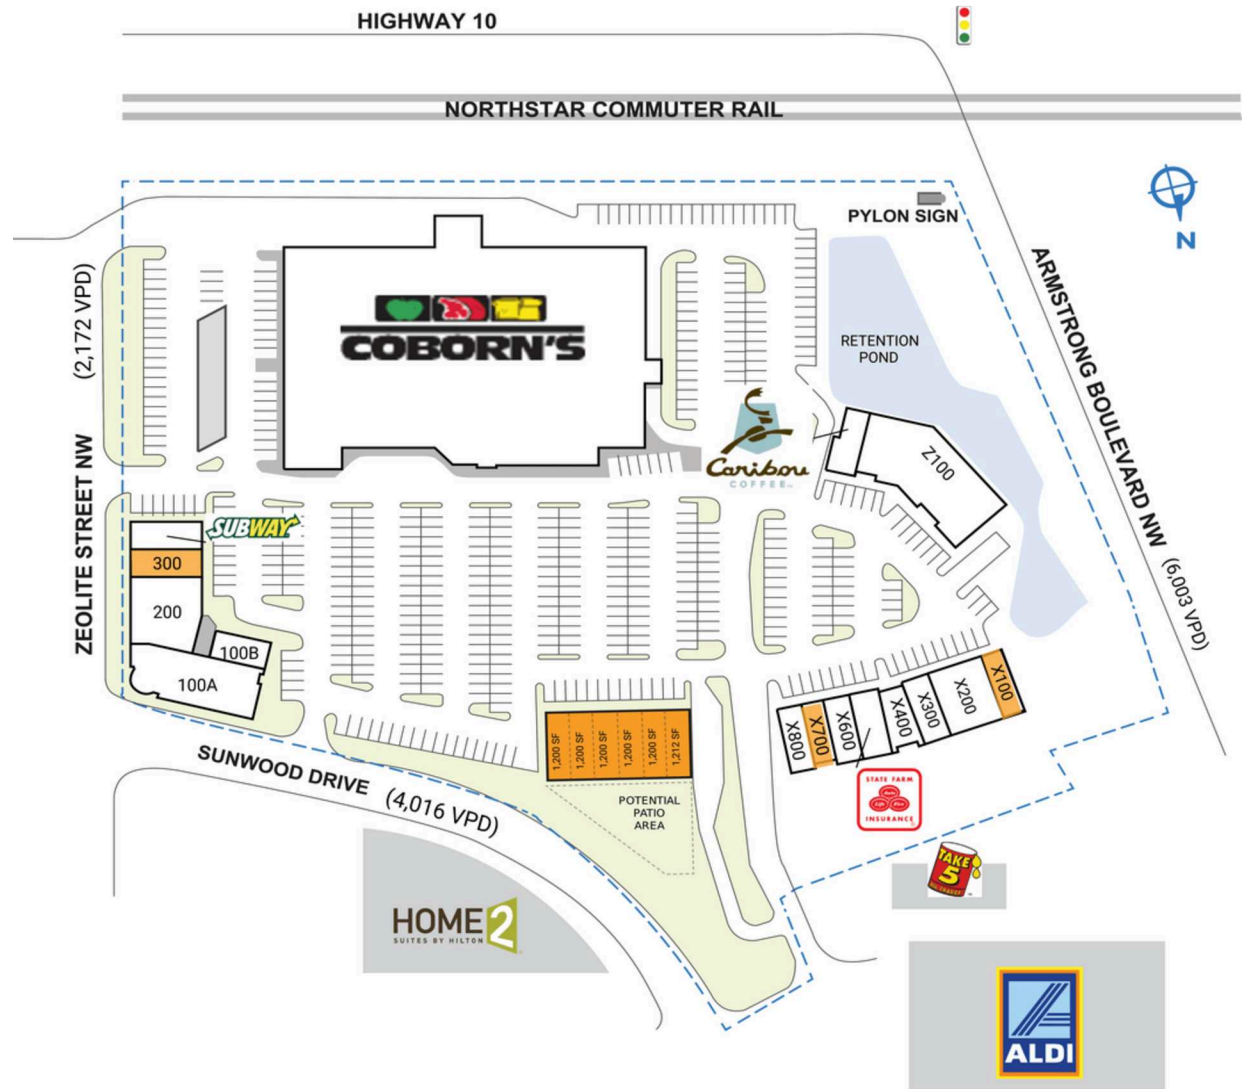 HIGHWAY 10
NORTHSTAR COMMUTER RAIL
PYLON SIGN
N
ARMSTRONG BOULEVARD NW (6,003 VPD)
ZEOLITE STREET NW (2,172 VPD)
COBORN'S
RETENTION
POND
Caribou
COFFEE
Z100
SUBWAY
300
200
100B
100A
X100
X200
X300
X400
X600
X700
X800
1,200 SF
1,200 SF
1,200 SF
1,200 SF
1,200 SF
1,212 SF
POTENTIAL
PATIO
AREA
SUNWOOD DRIVE (4,016 VPD)
STATE FARM
INSURANCE
TAKE
5
HOME2
SUITES BY HILTON
ALDI